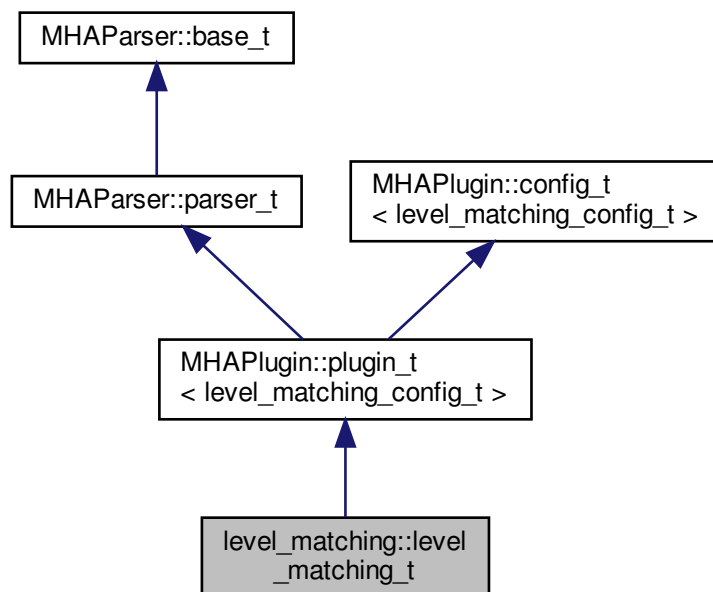 MHAParser::base_t
MHAParser::parser_t
MHAPlugin::config_t
< level_matching_config_t >
MHAPlugin::plugin_t
< level_matching_config_t >
level_matching::level
_matching_t